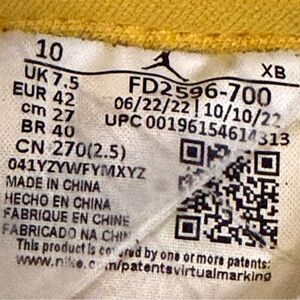 10 XB
UK 7.5 FD2596-700
EUR 42 06/22/22 | 10/10/22
cm 27 UPC 00196154614313
BR 40
CN 270(2.5)
041YZYWFYMXYZ
MADE IN CHINA
HECHO EN CHINA
FABRIQUE EN CHINE
FABRICADO NA
This product is by one or more patents:
www.nike.com/patentsvirtualmarking